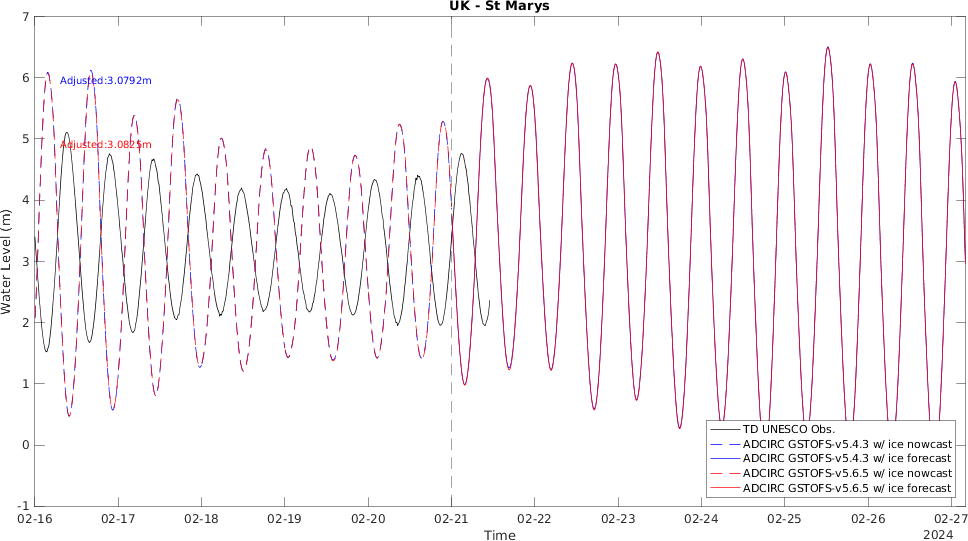 UK - St Marys
7
6
5
4
3
2
1
0
-1
Water Level (m)
Adjusted:3.0792m
Adjusted:3.0825m
TD UNESCO Obs.
ADCIRC GSTOFS-v5.4.3 w/ ice nowcast
ADCIRC GSTOFS-v5.4.3 w/ ice forecast
ADCIRC GSTOFS-v5.6.5 w/ ice nowcast
ADCIRC GSTOFS-v5.6.5 w/ ice forecast
02-16 02-17 02-18 02-19 02-20 02-21 02-22 02-23 02-24 02-25 02-26 02-27
Time
2024